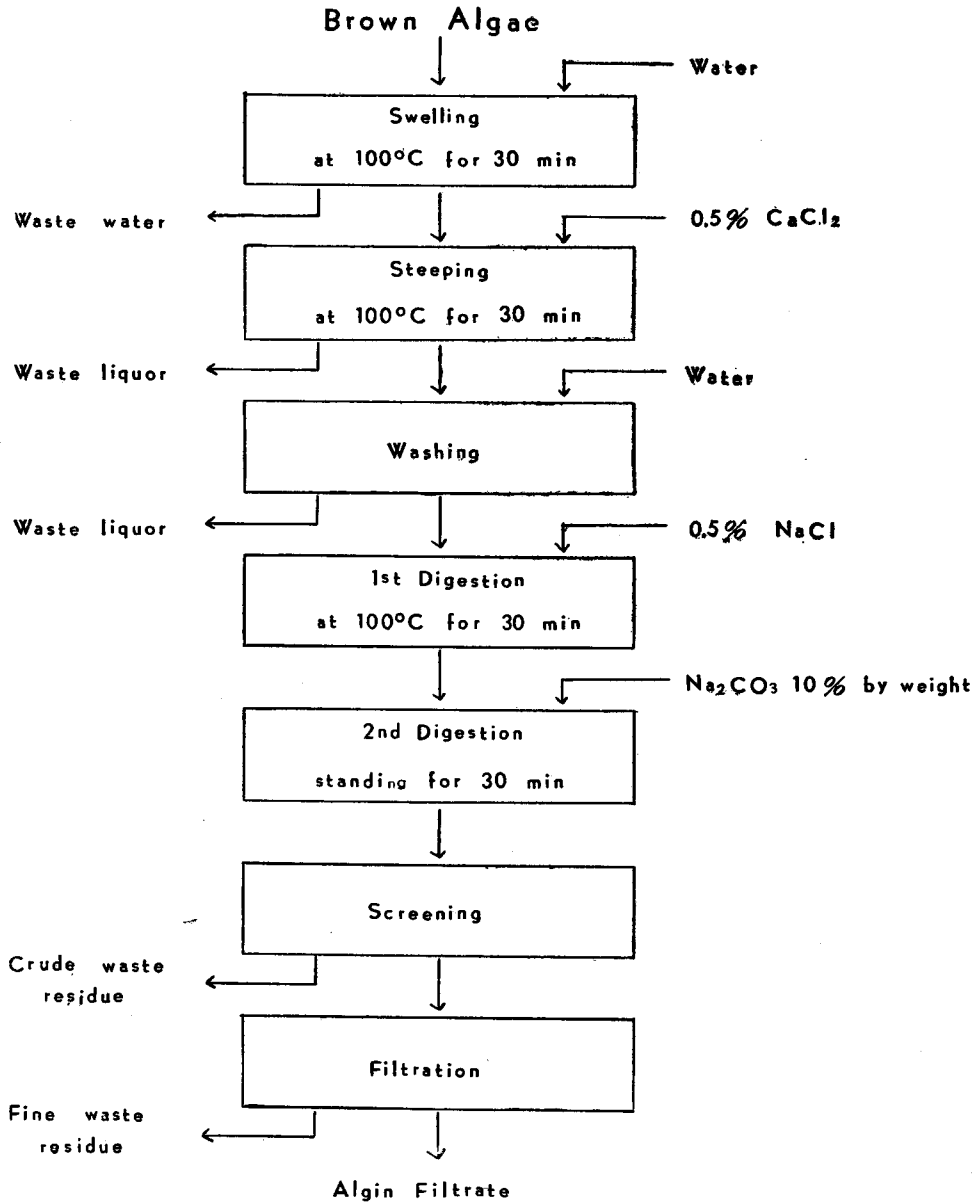 Brown Algae
Water
Swelling
at 100°C for 30 min
Waste water
0.5% CaCl₂
Steeping
at 100°C for 30 min
Waste liquor
Water
Washing
Waste liquor
0.5% NaCl
1st Digestion
at 100°C for 30 min
Na₂CO₃ 10% by weight
2nd Digestion
standing for 30 min
Screening
Crude waste
residue
Filtration
Fine waste
residue
Algin Filtrate